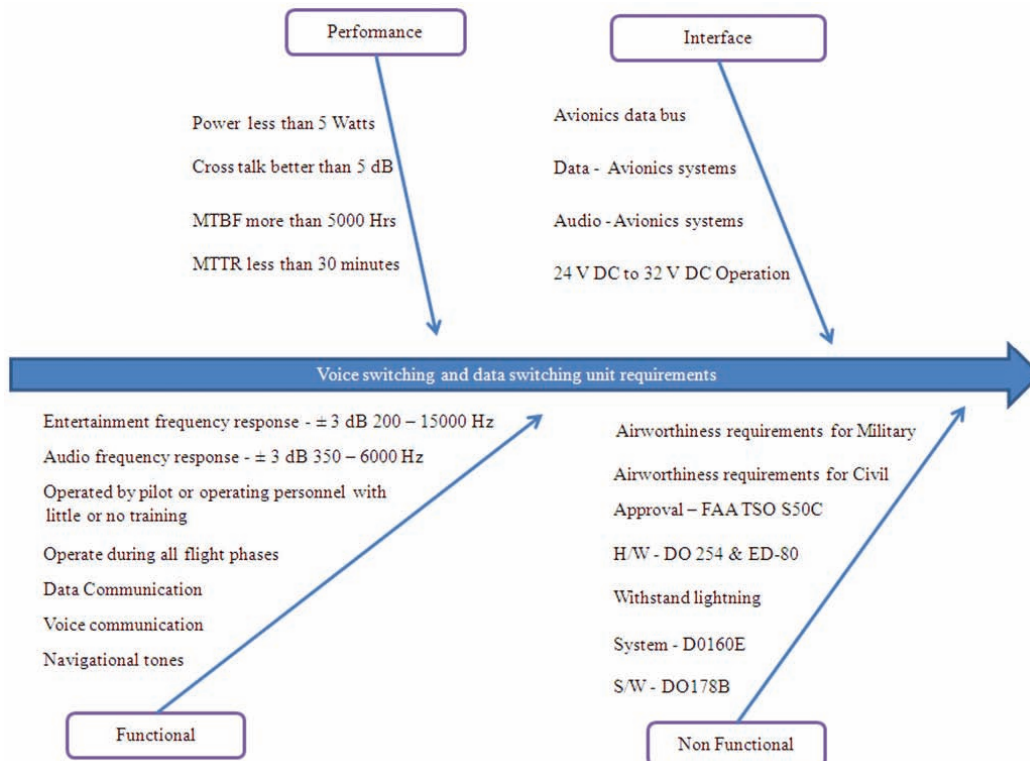 Performance
Interface
Power less than 5 Watts
Cross talk better than 5 dB
MTBF more than 5000 Hrs
MTTR less than 30 minutes
Avionics data bus
Data - Avionics systems
Audio - Avionics systems
24 V DC to 32 V DC Operation
Voice switching and data switching unit requirements
Entertainment frequency response - ± 3 dB 200 – 15000 Hz
Audio frequency response - ± 3 dB 350 – 6000 Hz
Operated by pilot or operating personnel with
little or no training
Operate during all flight phases
Data Communication
Voice communication
Navigational tones
Airworthiness requirements for Military
Airworthiness requirements for Civil
Approval – FAA TSO S50C
H/W - DO 254 & ED-80
Withstand lightning
System - D0160E
S/W - DO178B
Functional
Non Functional